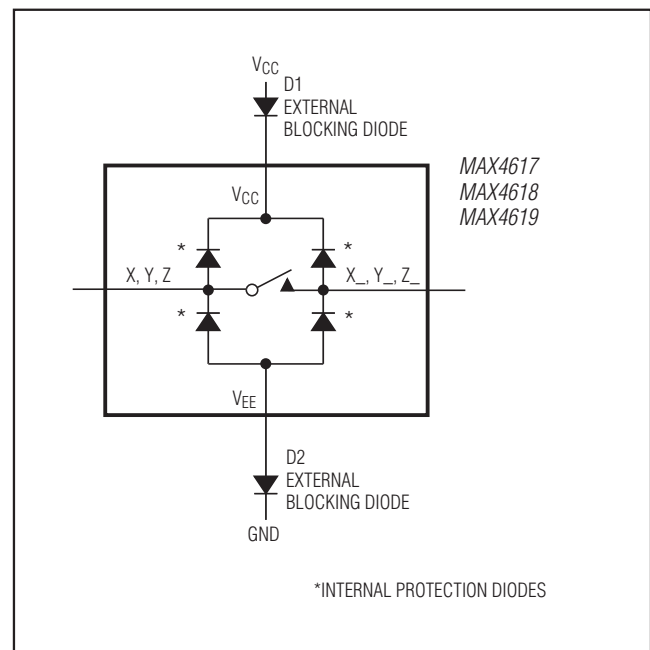 VCC
D1
EXTERNAL
BLOCKING DIODE
MAX4617
MAX4618
MAX4619
VCC
* *
X, Y, Z X_, Y_, Z_
* *
VEE
D2
EXTERNAL
BLOCKING DIODE
GND
*INTERNAL PROTECTION DIODES